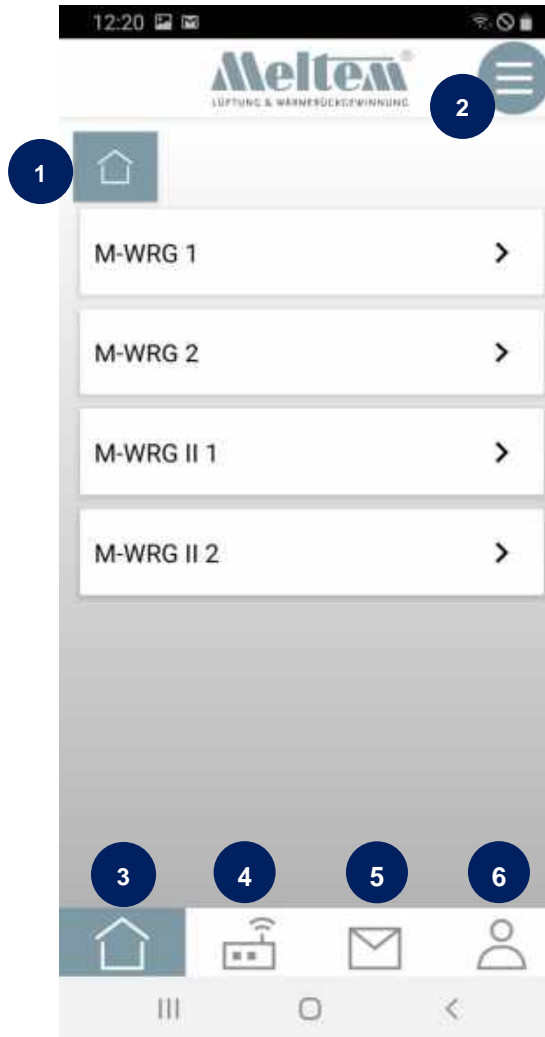 12:20
Meltem®
LÜFTUNG & WÄRMERÜCKGEWINNUNG
2
1
M-WRG 1
M-WRG 2
M-WRG II 1
M-WRG II 2
3 4 5 6